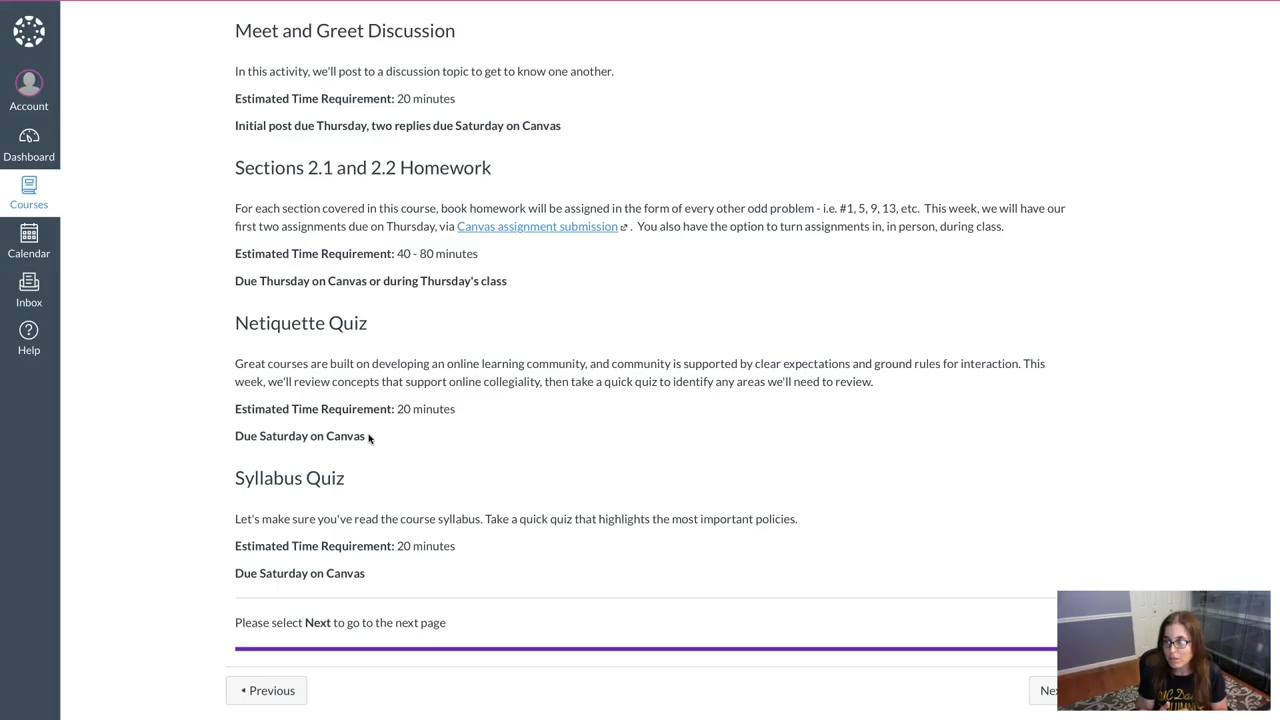 Account
Dashboard
Courses
Calendar
Inbox
Help
Meet and Greet Discussion
In this activity, we'll post to a discussion topic to get to know one another.
Estimated Time Requirement: 20 minutes
Initial post due Thursday, two replies due Saturday on Canvas
Sections 2.1 and 2.2 Homework
For each section covered in this course, book homework will be assigned in the form of every other odd problem - i.e. #1, 5, 9, 13, etc. This week, we will have our
first two assignments due on Thursday, via Canvas assignment submission . You also have the option to turn assignments in, in person, during class.
Estimated Time Requirement: 40 - 80 minutes
Due Thursday on Canvas or during Thursday's class
Netiquette Quiz
Great courses are built on developing an online learning community, and community is supported by clear expectations and ground rules for interaction. This
week, we'll review concepts that support online collegiality, then take a quick quiz to identify any areas we'll need to review.
Estimated Time Requirement: 20 minutes
Due Saturday on Canvas
Syllabus Quiz
Let's make sure you've read the course syllabus. Take a quick quiz that highlights the most important policies.
Estimated Time Requirement: 20 minutes
Due Saturday on Canvas
Please select Next to go to the next page
Previous